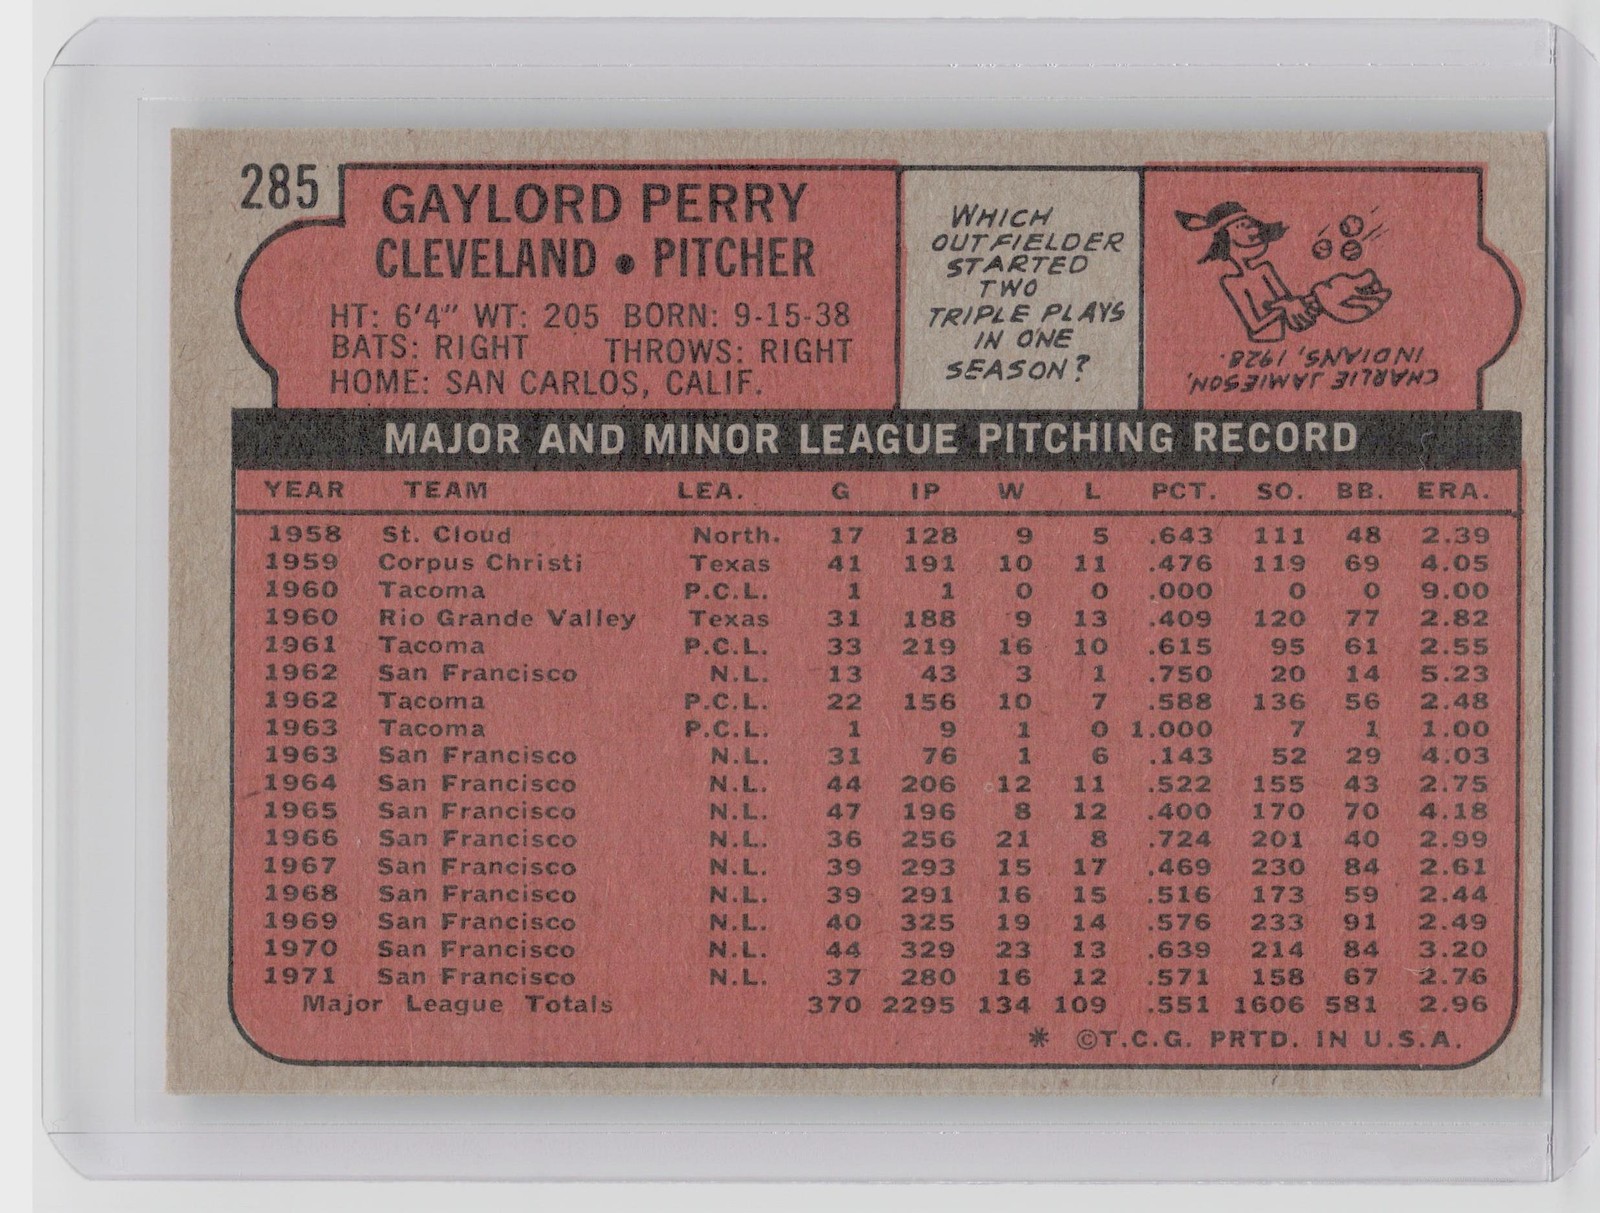 285
GAYLORD PERRY
CLEVELAND • PITCHER
HT: 6'4" WT: 205 BORN: 9-15-38
BATS: RIGHT THROWS: RIGHT
HOME: SAN CARLOS, CALIF.
WHICH
OUTFIELDER
STARTED
TWO
TRIPLE PLAYS
IN ONE
SEASON?
CHARLIE JAMIESON,
INDIANS, 1928.
MAJOR AND MINOR LEAGUE PITCHING RECORD
YEAR TEAM LEA. G IP W L PCT. SO. BB. ERA.
1958 St. Cloud North. 17 128 9 5 .643 111 48 2.39
1959 Corpus Christi Texas 41 191 10 11 .476 119 69 4.05
1960 Tacoma P.C.L. 1 1 0 0 .000 0 0 9.00
1960 Rio Grande Valley Texas 31 188 9 13 .409 120 77 2.82
1961 Tacoma P.C.L. 33 219 16 10 .615 95 61 2.55
1962 San Francisco N.L. 13 43 3 1 .750 20 14 5.23
1962 Tacoma P.C.L. 22 156 10 7 .588 136 56 2.48
1963 Tacoma P.C.L. 1 9 1 0 1.000 7 1 1.00
1963 San Francisco N.L. 31 76 1 6 .143 52 29 4.03
1964 San Francisco N.L. 44 206 12 11 .522 155 43 2.75
1965 San Francisco N.L. 47 196 8 12 .400 170 70 4.18
1966 San Francisco N.L. 36 256 21 8 .724 201 40 2.99
1967 San Francisco N.L. 39 293 15 17 .469 230 84 2.61
1968 San Francisco N.L. 39 291 16 15 .516 173 59 2.44
1969 San Francisco N.L. 40 325 19 14 .576 233 91 2.49
1970 San Francisco N.L. 44 329 23 13 .639 214 84 3.20
1971 San Francisco N.L. 37 280 16 12 .571 158 67 2.76
Major League Totals 370 2295 134 109 .551 1606 581 2.96
* ©T.C.G. PRTD. IN U.S.A.